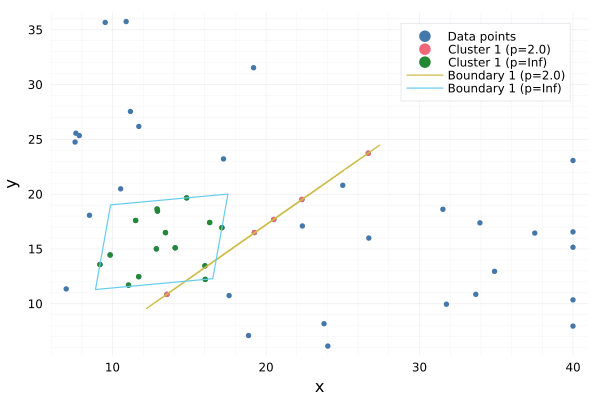 35
30
25
20
15
10
y
10
20
30
40
x
Data points
Cluster 1 (p=2.0)
Cluster 1 (p=Inf)
Boundary 1 (p=2.0)
Boundary 1 (p=Inf)